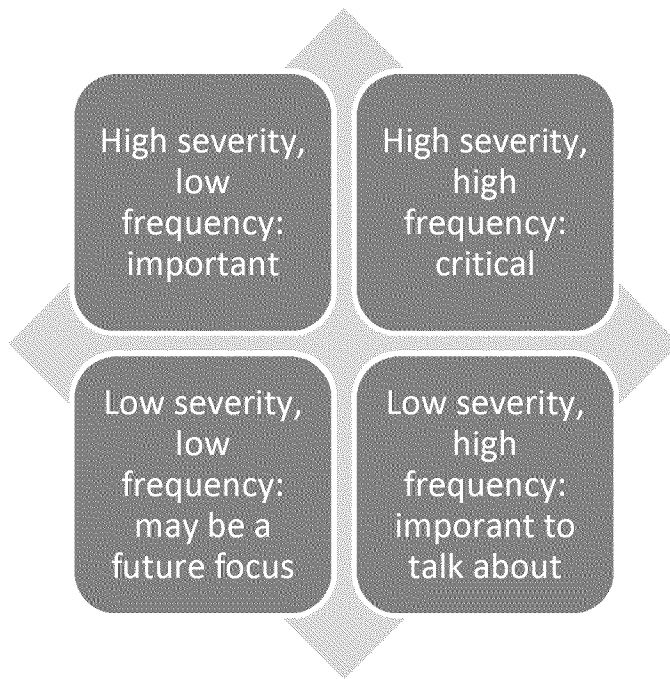 High severity,
low
frequency:
important
High severity,
high
frequency:
critical
Low severity,
low
frequency:
may be a
future focus
Low severity,
high
frequency:
imporant to
talk about